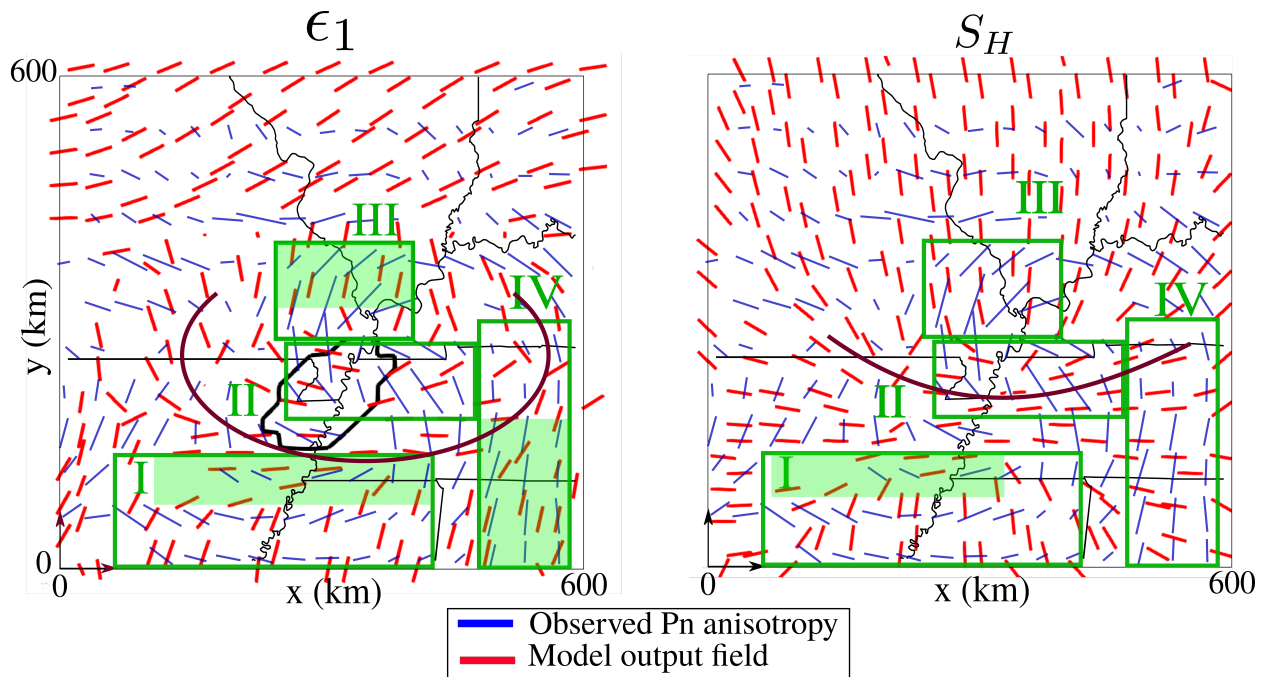 ϵ₁
S_H
600
III
III
IV
IV
y (km)
II
II
I
I
0
0
x (km)
600
0
x (km)
600
Observed Pn anisotropy
Model output field